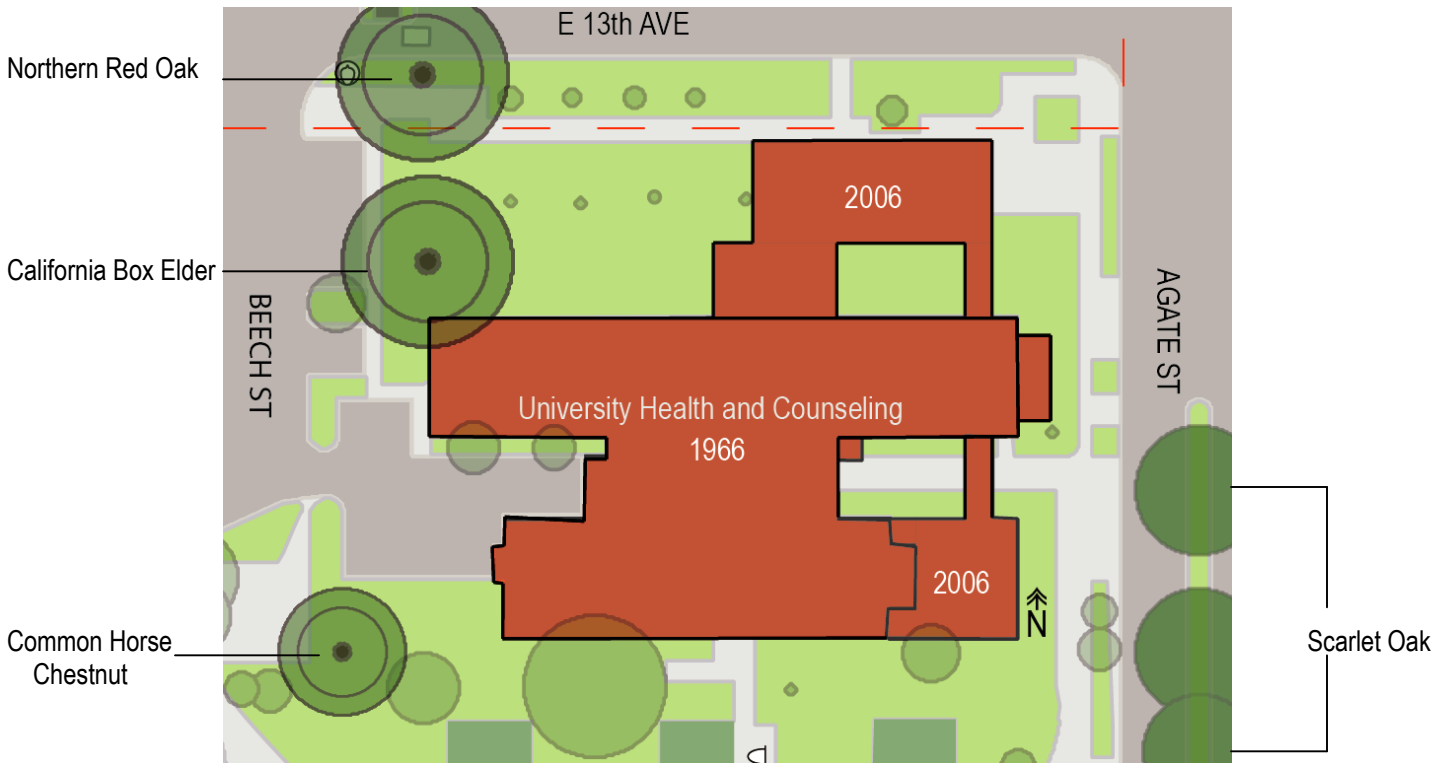 E 13th AVE
Northern Red Oak
2006
California Box Elder
BEECH ST
AGATE ST
University Health and Counseling
1966
2006
N
Common Horse
Chestnut
Scarlet Oak